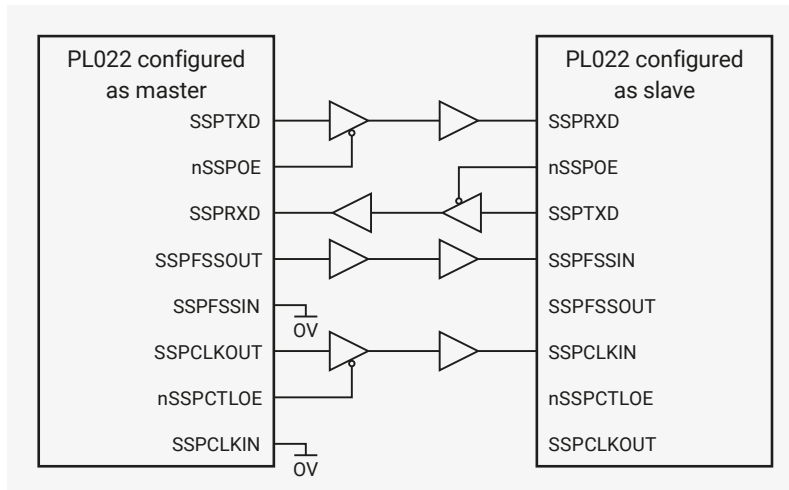 PL022 configured
as master
SSPTXD
nSSPOE
SSPRXD
SSPFSSOUT
SSPFSSIN
0V
SSPCLKOUT
nSSPCTLOE
SSPCLKIN
0V
PL022 configured
as slave
SSPRXD
nSSPOE
SSPTXD
SSPFSSIN
SSPFSSOUT
SSPCLKIN
nSSPCTLOE
SSPCLKOUT